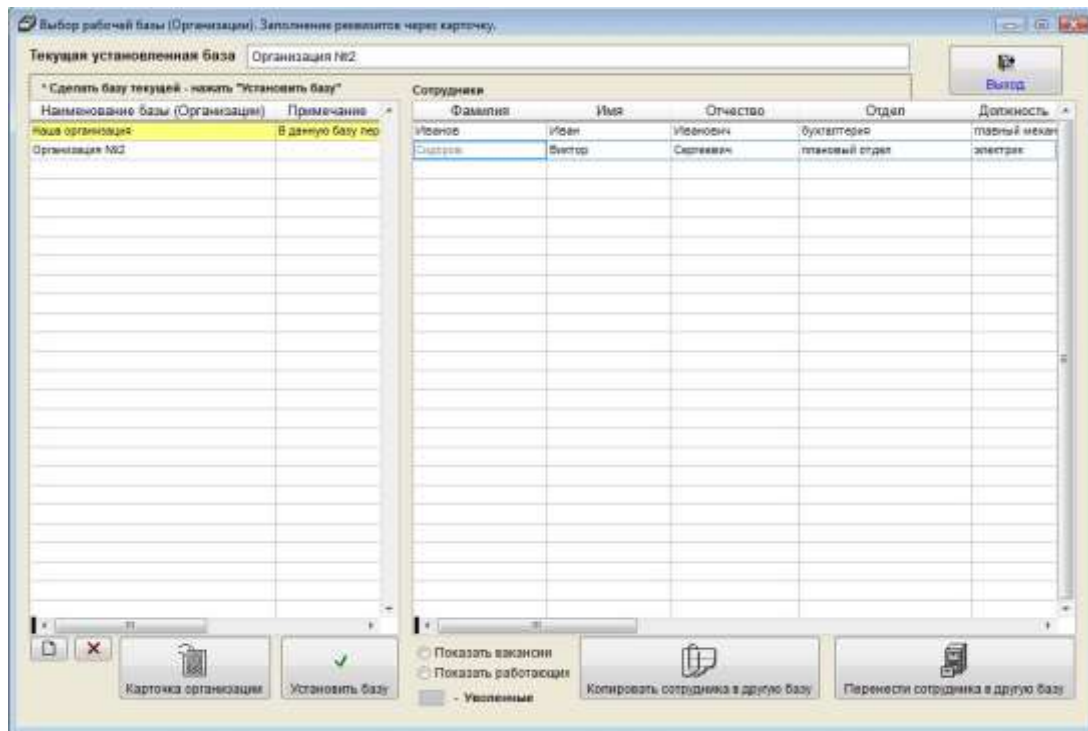 Выбор рабочей базы (Организации). Заполнение реквизитов через карточку.
Текущая установленная база Организация №2
Выход
* Сделать базу текущей - нажать "Установить базу"
Сотрудники
Наименование базы (Организации) Примечание
Фамилия Имя Отчество Отдел Должность
Наша организация В данную базу пер
Иванов Иван Иванович бухгалтерия главный механ
Организация №2
Сидоров Виктор Сергеевич плановый отдел электрик
Показать вакансии
Показать работающих
- Уволенные
Карточка организации
Установить базу
Копировать сотрудника в другую базу
Перенести сотрудника в другую базу